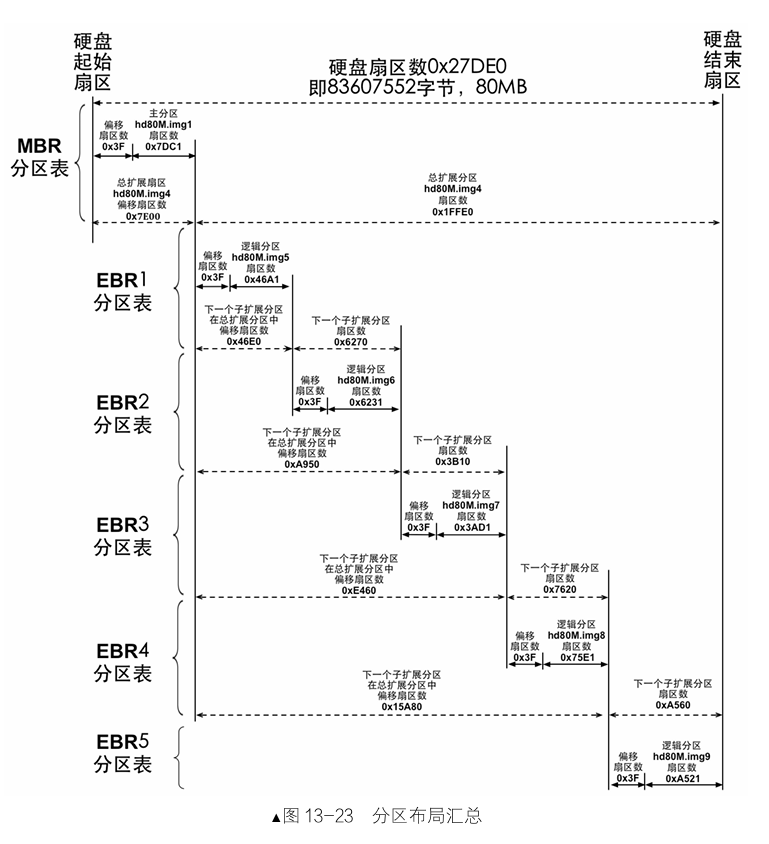 硬盘
起始
扇区
硬盘扇区数0x27DE0
即83607552字节，80MB
硬盘
结束
扇区
MBR
分区表
偏移
扇区数
0x3F
主分区
hd80M.img1
扇区数
0x7DC1
总扩展扇区
hd80M.img4
偏移扇区数
0x7E00
总扩展分区
hd80M.img4
扇区数
0x1FFE0
EBR1
分区表
偏移
扇区数
0x3F
逻辑分区
hd80M.img5
扇区数
0x46A1
下一个子扩展分区
在总扩展分区中
偏移扇区数
0x46E0
下一个子扩展分区
扇区数
0x6270
EBR2
分区表
偏移
扇区数
0x3F
逻辑分区
hd80M.img6
扇区数
0x6231
下一个子扩展分区
在总扩展分区中
偏移扇区数
0xA950
下一个子扩展分区
扇区数
0x3B10
EBR3
分区表
偏移
扇区数
0x3F
逻辑分区
hd80M.img7
扇区数
0x3AD1
下一个子扩展分区
在总扩展分区中
偏移扇区数
0xE460
下一个子扩展分区
扇区数
0x7620
EBR4
分区表
偏移
扇区数
0x3F
逻辑分区
hd80M.img8
扇区数
0x75E1
下一个子扩展分区
在总扩展分区中
偏移扇区数
0x15A80
下一个子扩展分区
扇区数
0xA560
EBR5
分区表
偏移
扇区数
0x3F
逻辑分区
hd80M.img9
扇区数
0xA521
▲图 13-23 分区布局汇总